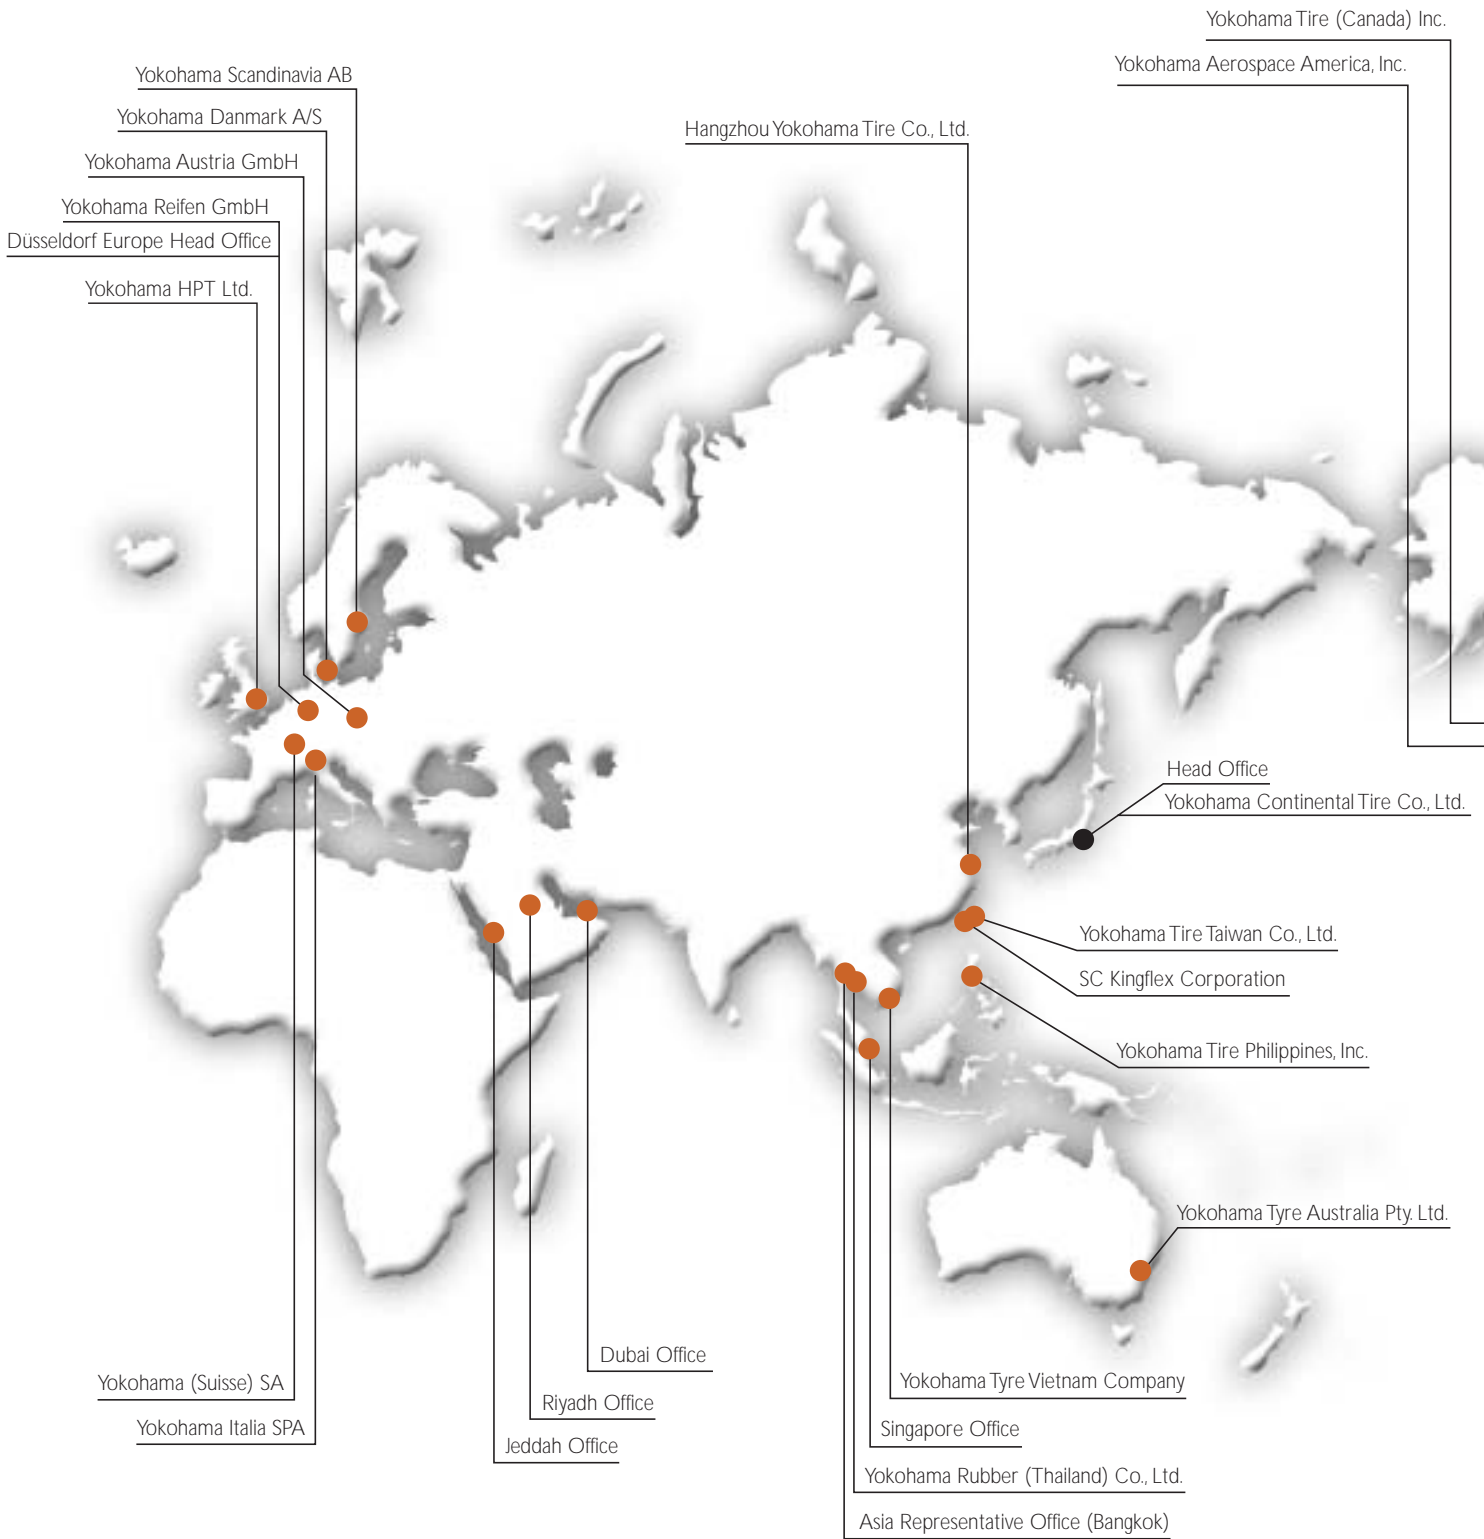 Yokohama Tire (Canada) Inc.
Yokohama Aerospace America, Inc.
Yokohama Scandinavia AB
Yokohama Danmark A/S
Hangzhou Yokohama Tire Co., Ltd.
Yokohama Austria GmbH
Yokohama Reifen GmbH
Düsseldorf Europe Head Office
Yokohama HPT Ltd.
Head Office
Yokohama Continental Tire Co., Ltd.
Yokohama Tire Taiwan Co., Ltd.
SC Kingflex Corporation
Yokohama Tire Philippines, Inc.
Yokohama Tyre Australia Pty. Ltd.
Dubai Office
Yokohama (Suisse) SA
Yokohama Tyre Vietnam Company
Riyadh Office
Yokohama Italia SPA
Singapore Office
Jeddah Office
Yokohama Rubber (Thailand) Co., Ltd.
Asia Representative Office (Bangkok)